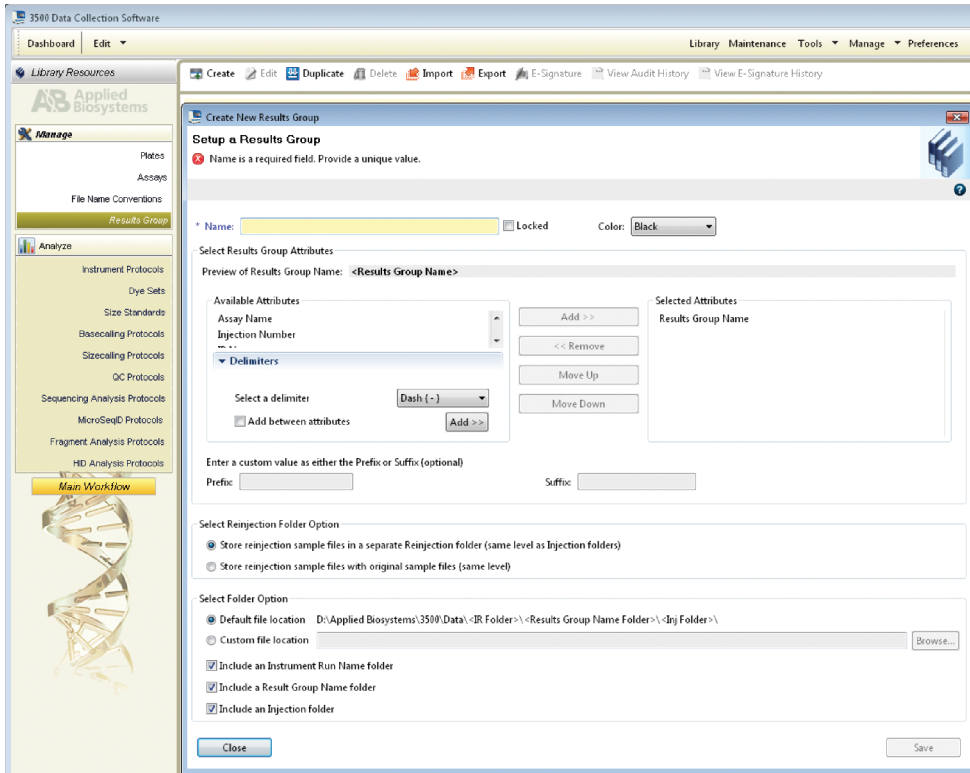 3500 Data Collection Software
Dashboard Edit Library Maintenance Tools Manage Preferences
Library Resources
Create Edit Duplicate Delete Import Export E-Signature View Audit History View E-Signature History
AB Applied Biosystems
Manage
Plates
Assays
File Name Conventions
Results Group
Analyze
Instrument Protocols
Dye Sets
Size Standards
Basecalling Protocols
Sizecalling Protocols
QC Protocols
Sequencing Analysis Protocols
MicroSeqID Protocols
Fragment Analysis Protocols
HID Analysis Protocols
Main Workflow
Create New Results Group
Setup a Results Group
Name is a required field. Provide a unique value.
* Name: Locked Color: Black
Select Results Group Attributes
Preview of Results Group Name: <Results Group Name>
Available Attributes
Assay Name
Injection Number
Delimiters
Select a delimiter Dash ( - )
Add between attributes Add >>
Add >>
<< Remove
Move Up
Move Down
Selected Attributes
Results Group Name
Enter a custom value as either the Prefix or Suffix (optional)
Prefix: Suffix:
Select Reinjection Folder Option
Store reinjection sample files in a separate Reinjection folder (same level as Injection folders)
Store reinjection sample files with original sample files (same level)
Select Folder Option
Default file location D:\Applied Biosystems\3500\Data\<IR Folder>\<Results Group Name Folder>\<Inj Folder>\
Custom file location Browse...
Include an Instrument Run Name folder
Include a Result Group Name folder
Include an Injection folder
Close Save